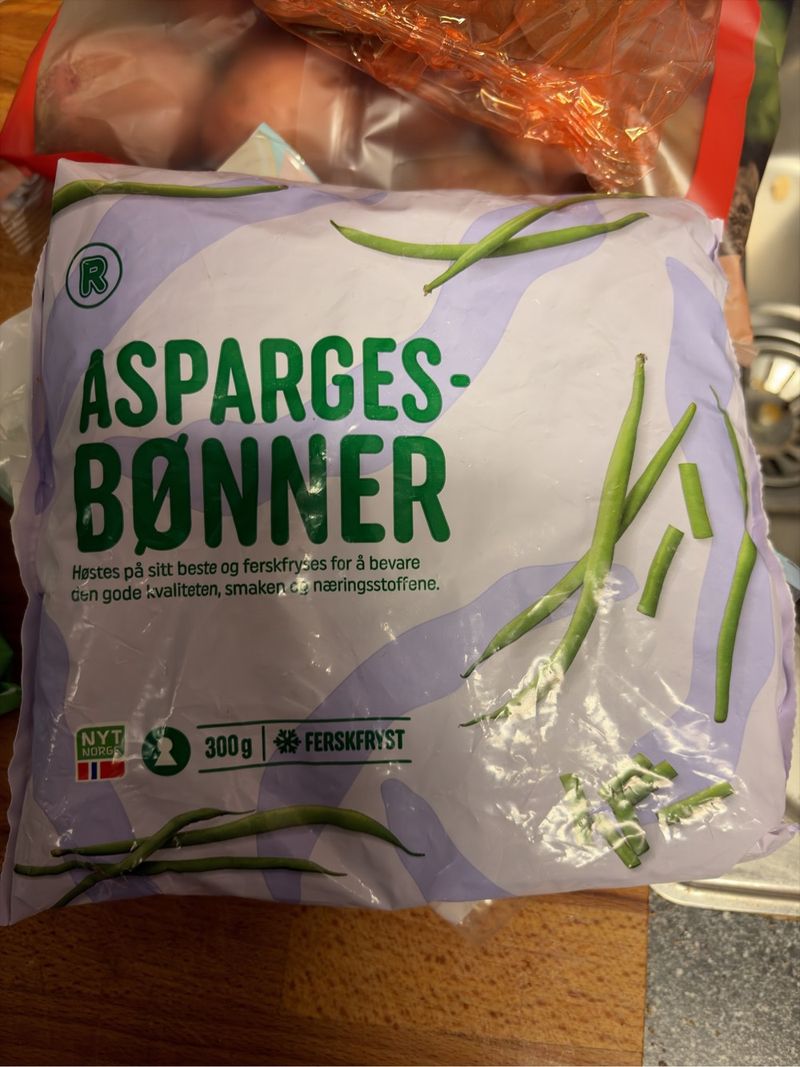 R
ASPARGES-
BØNNER
Høstes på sitt beste og ferskfryses for å bevare
den gode kvaliteten, smaken og næringsstoffene.
NYT
NORGE
300g | FERSKFRYST